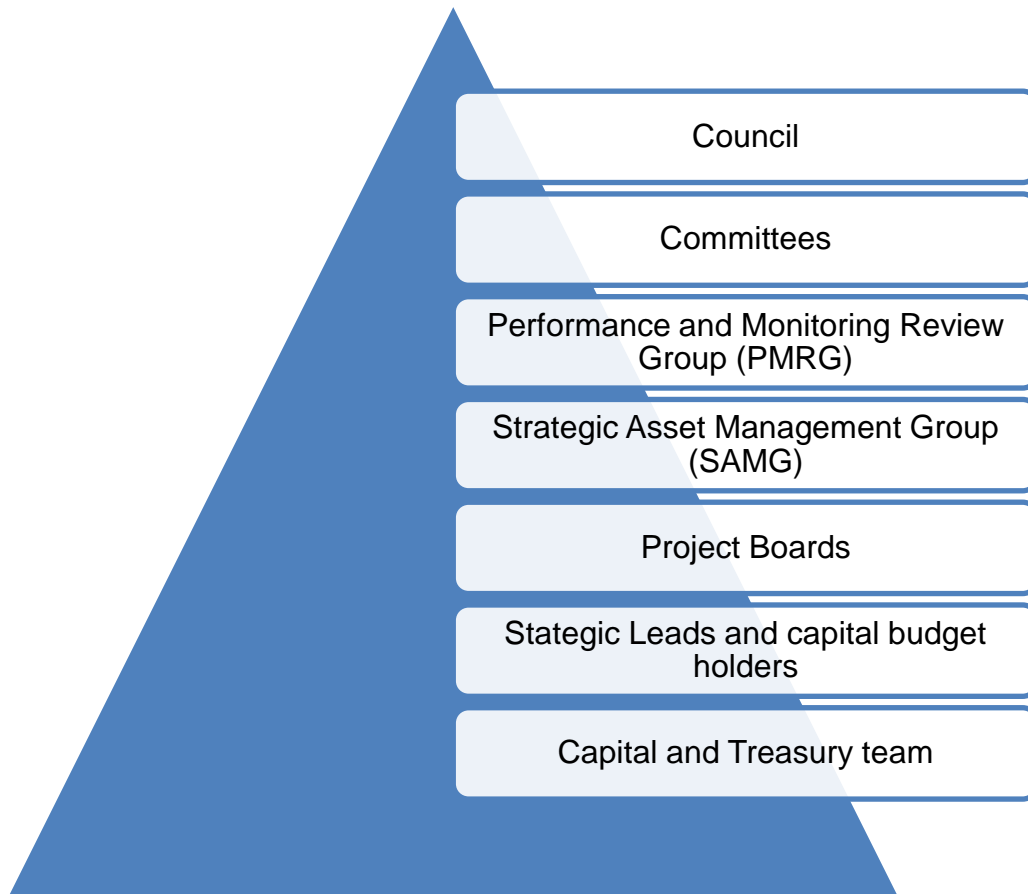 Council
Committees
Performance and Monitoring Review
Group (PMRG)
Strategic Asset Management Group
(SAMG)
Project Boards
Stategic Leads and capital budget
holders
Capital and Treasury team